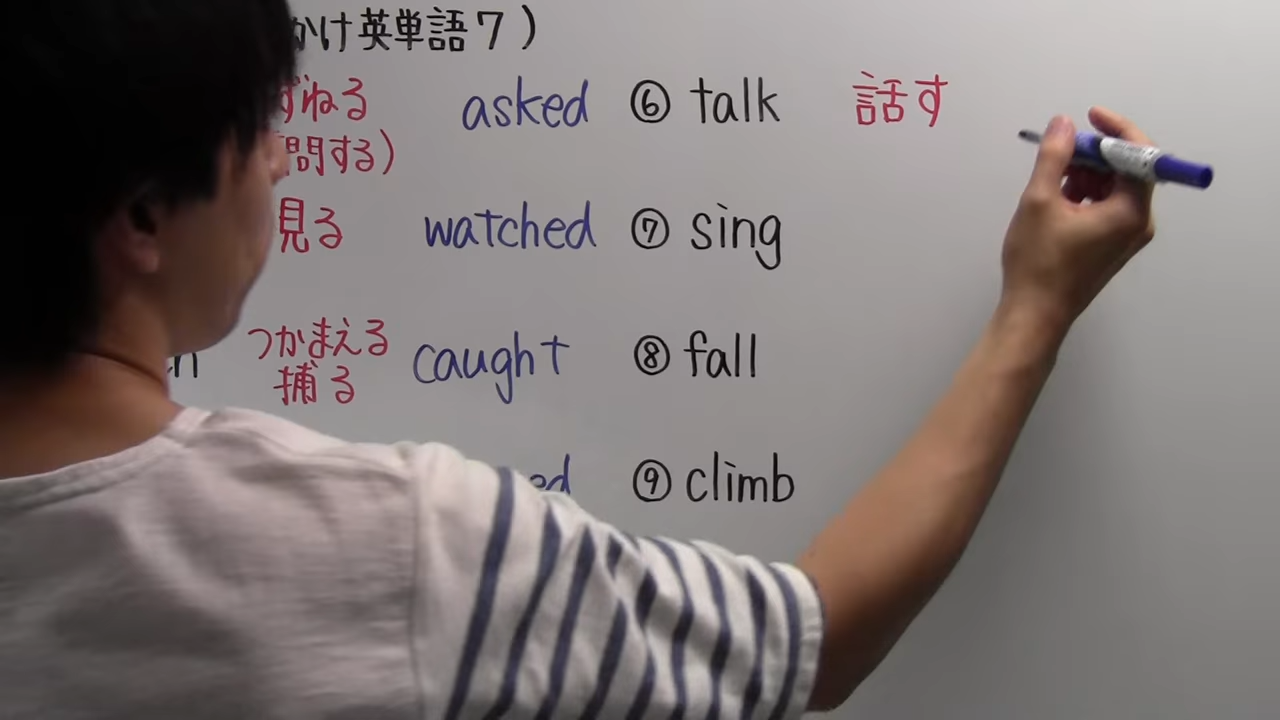 かけ英単語7)
ずねる asked ⑥ talk 話す
問する)
見る watched ⑦ sing
つかまえる caught ⑧ fall
捕る
ed ⑨ climb